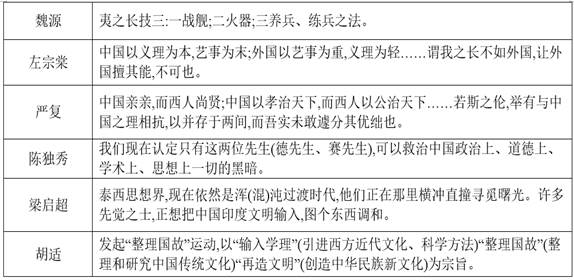 魏源
夷之长技三:一战舰;二火器;三养兵、练兵之法。
左宗棠
中国以义理为本,艺事为末;外国以艺事为重,义理为轻……谓我之长不如外国,让外
国擅其能,不可也。
严复
中国亲亲,而西人尚贤;中国以孝治天下,而西人以公治天下……若斯之伦,举有与中
国之理相抗,以并存于两间,而吾实未敢遽分其优绌也。
陈独秀
我们现在认定只有这两位先生(德先生、赛先生),可以救治中国政治上、道德上、
学术上、思想上一切的黑暗。
梁启超
泰西思想界,现在依然是浑(混)沌过渡时代,他们正在那里横冲直撞寻觅曙光。许多
先觉之士,正想把中国印度文明输入,图个东西调和。
胡适
发起“整理国故”运动,以“输入学理”(引进西方近代文化、科学方法)“整理国故”(整
理和研究中国传统文化)“再造文明”(创造中华民族新文化)为宗旨。